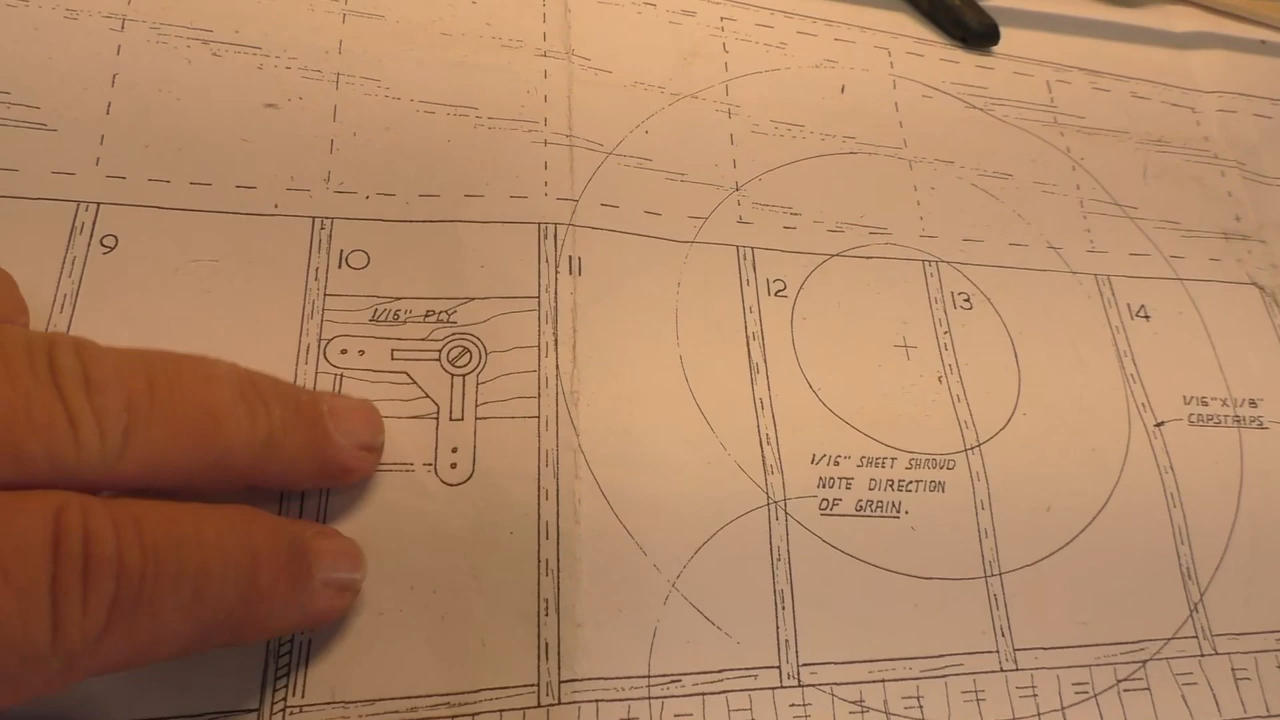 9
10
11
12
13
14
1/16" PLY
1/16" X 1/8"
CAPSTRIPS
1/16" SHEET SHROUD
NOTE DIRECTION
OF GRAIN.